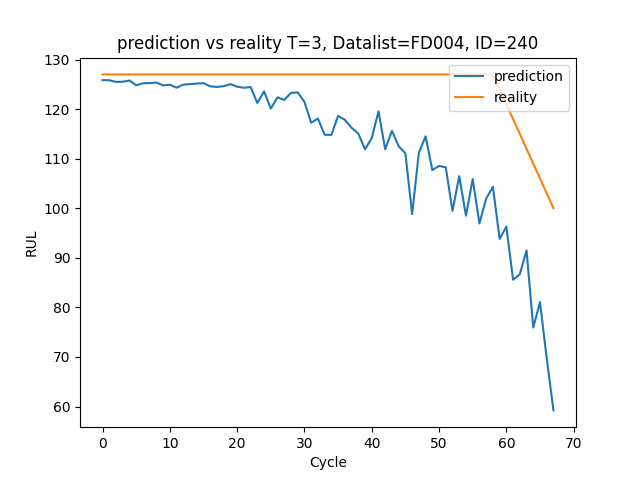 prediction vs reality T=3, Datalist=FD004, ID=240
130
120
110
100
90
80
70
60
RUL
prediction
reality
0 10 20 30 40 50 60 70
Cycle